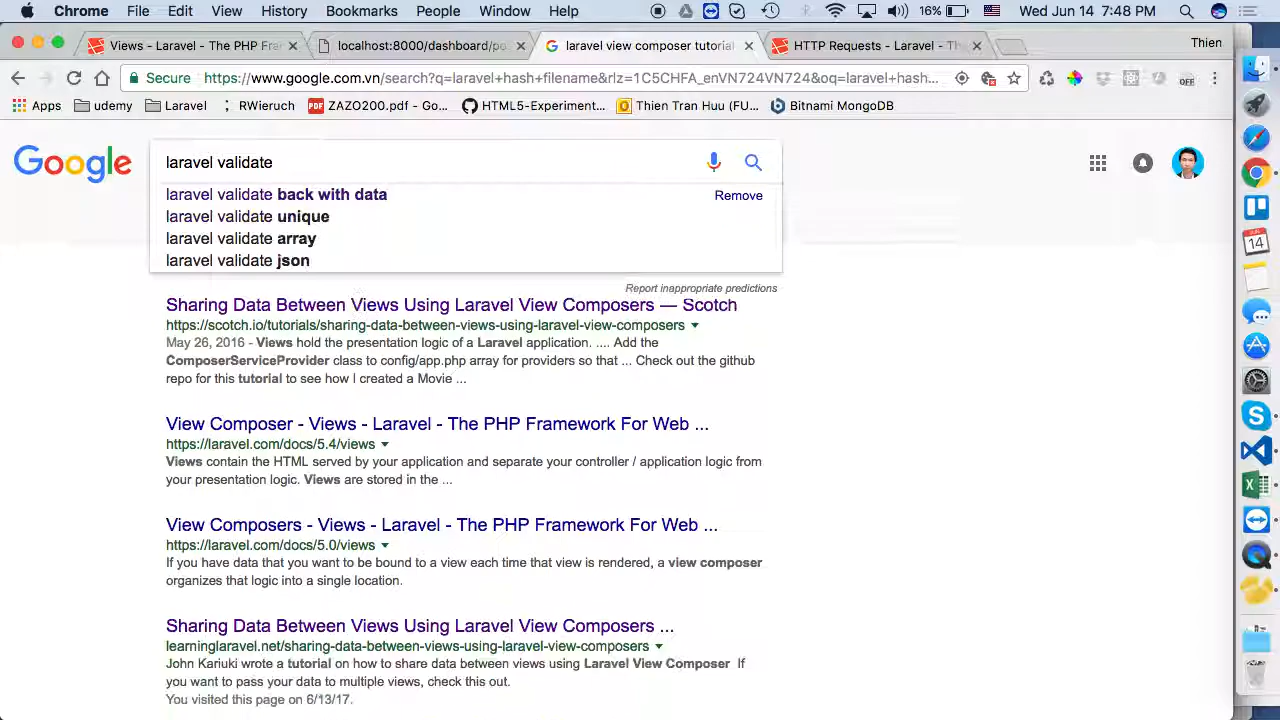 Chrome File Edit View History Bookmarks People Window Help 16% Wed Jun 14 7:48 PM
Views - Laravel - The PHP Fra
localhost:8000/dashboard/po
laravel view composer tutorial
HTTP Requests - Laravel - Th
Thien
Secure https://www.google.com.vn/search?q=laravel+hash+filename&rlz=1C5CHFA_enVN724VN724&oq=laravel+hash...
OFF
Apps udemy Laravel RWieruch ZAZO200.pdf - Go... HTML5-Experiment... Thien Tran Huu (FU... Bitnami MongoDB
Google
laravel validate
laravel validate back with data Remove
laravel validate unique
laravel validate array
laravel validate json
Report inappropriate predictions
Sharing Data Between Views Using Laravel View Composers — Scotch
https://scotch.io/tutorials/sharing-data-between-views-using-laravel-view-composers
May 26, 2016 - Views hold the presentation logic of a Laravel application. .... Add the
ComposerServiceProvider class to config/app.php array for providers so that ... Check out the github
repo for this tutorial to see how I created a Movie ...
View Composer - Views - Laravel - The PHP Framework For Web ...
https://laravel.com/docs/5.4/views
Views contain the HTML served by your application and separate your controller / application logic from
your presentation logic. Views are stored in the ...
View Composers - Views - Laravel - The PHP Framework For Web ...
https://laravel.com/docs/5.0/views
If you have data that you want to be bound to a view each time that view is rendered, a view composer
organizes that logic into a single location.
Sharing Data Between Views Using Laravel View Composers ...
learninglaravel.net/sharing-data-between-views-using-laravel-view-composers
John Kariuki wrote a tutorial on how to share data between views using Laravel View Composer If
you want to pass your data to multiple views, check this out.
You visited this page on 6/13/17.
14